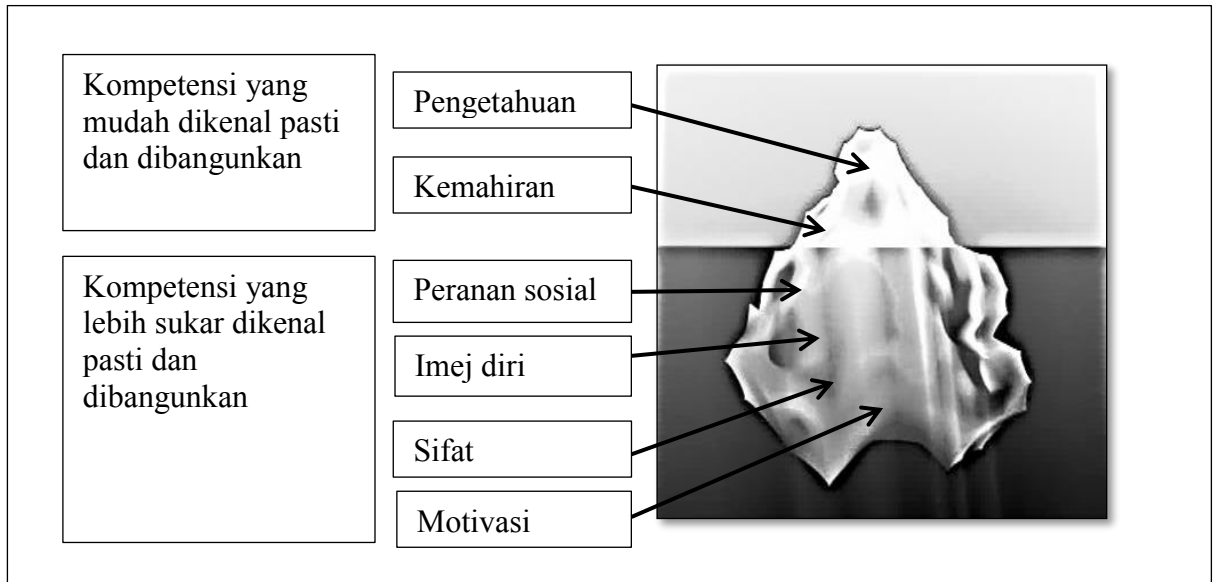 Kompetensi yang
mudah dikenal pasti
dan dibangunkan
Pengetahuan
Kemahiran
Kompetensi yang
lebih sukar dikenal
pasti dan
dibangunkan
Peranan sosial
Imej diri
Sifat
Motivasi